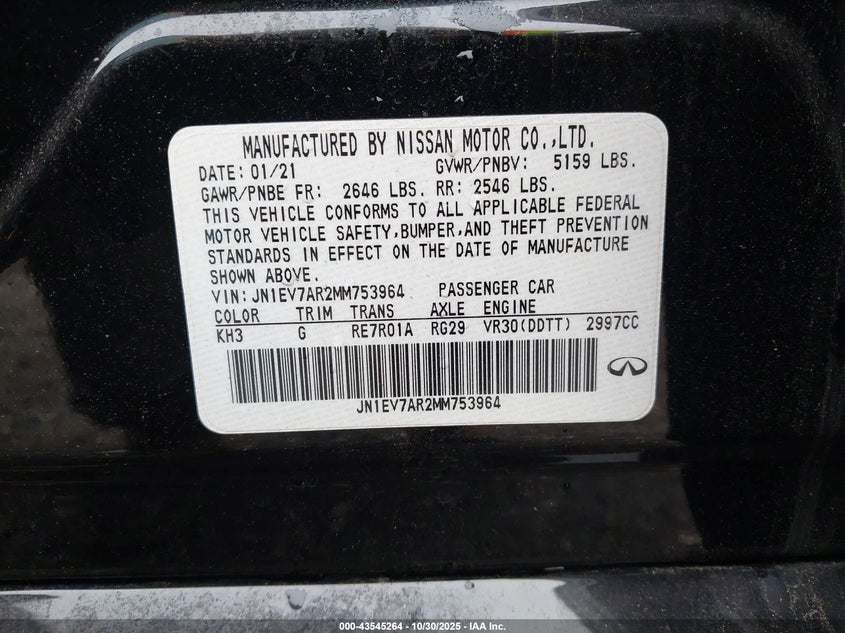 MANUFACTURED BY NISSAN MOTOR CO.,LTD.
DATE: 01/21 GVWR/PNBV: 5159 LBS.
GAWR/PNBE FR: 2646 LBS. RR: 2546 LBS.
THIS VEHICLE CONFORMS TO ALL APPLICABLE FEDERAL
MOTOR VEHICLE SAFETY,BUMPER,AND THEFT PREVENTION
STANDARDS IN EFFECT ON THE DATE OF MANUFACTURE
SHOWN ABOVE.
VIN:JN1EV7AR2MM753964 PASSENGER CAR
COLOR TRIM TRANS AXLE ENGINE
KH3 G RE7R01A RG29 VR30(DDTT) 2997CC
JN1EV7AR2MM753964
000-43545264 | 10/30/2025 | IAA Inc.